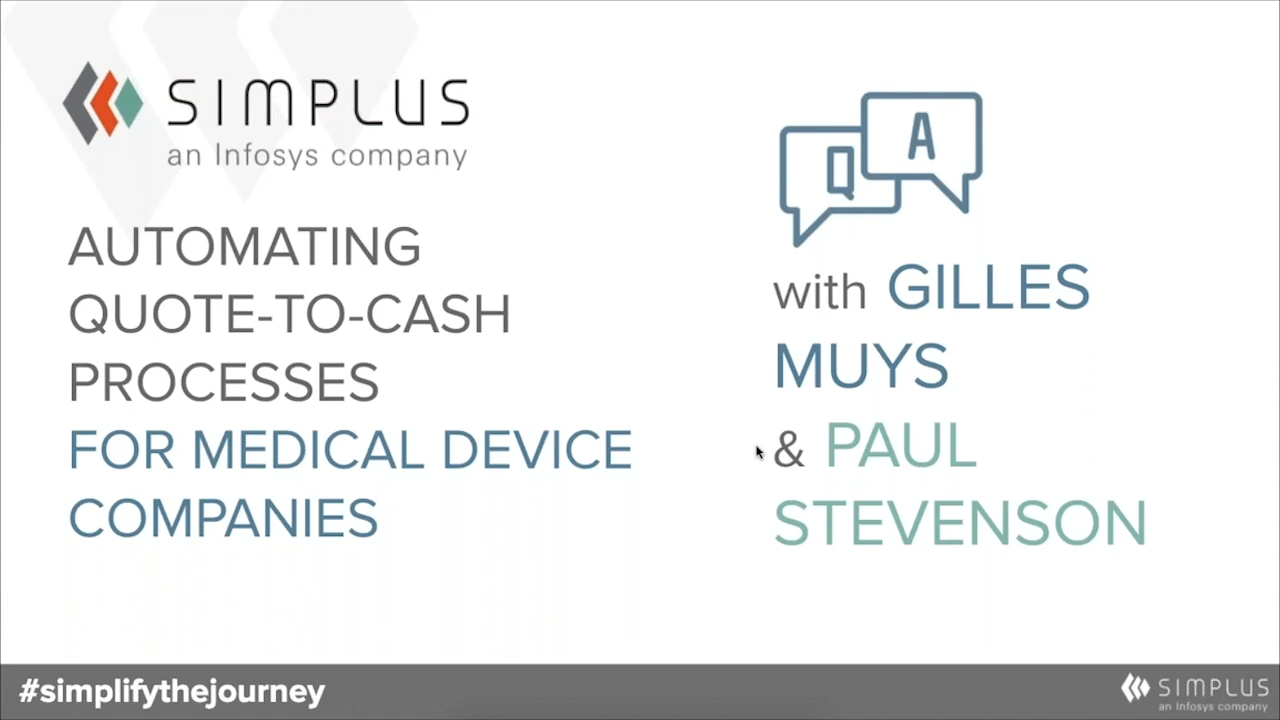 SIMPLUS
an Infosys company
AUTOMATING
QUOTE-TO-CASH
PROCESSES
FOR MEDICAL DEVICE
COMPANIES
Q
A
with GILLES
MUYS
& PAUL
STEVENSON
#simplifythejourney
SIMPLUS
an Infosys company